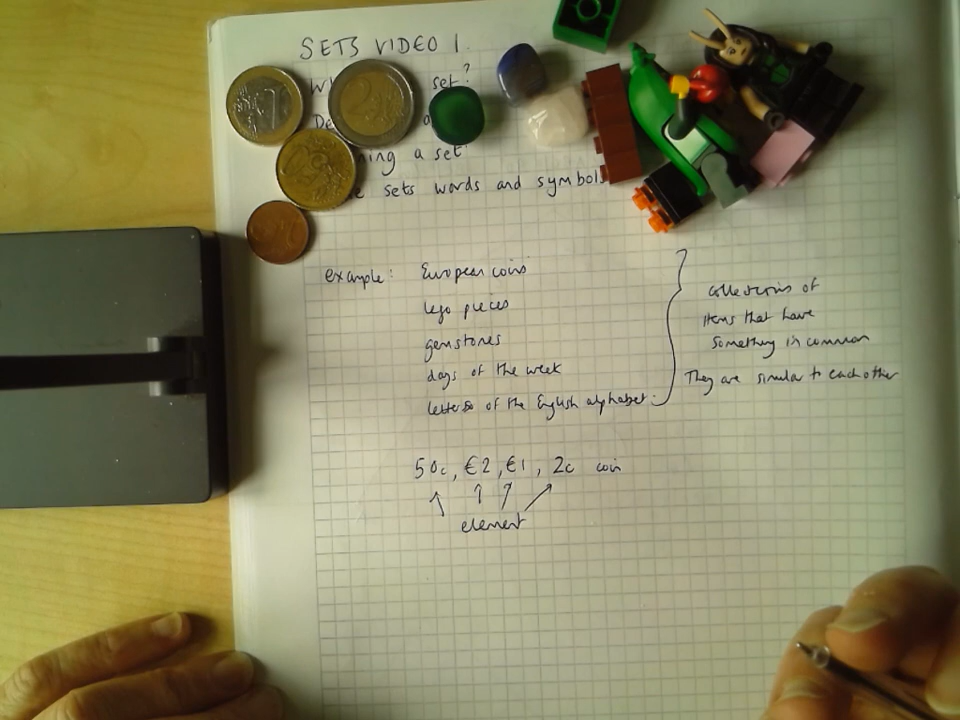 SETS VIDEO 1.
set?
a set
sets words and symbols
example: European coins
lego pieces
gemstones
days of the week
letters of the English alphabet.
collections of
items that have
something in common
They are similar to each other
50c, €2, €1, 2c coin
element